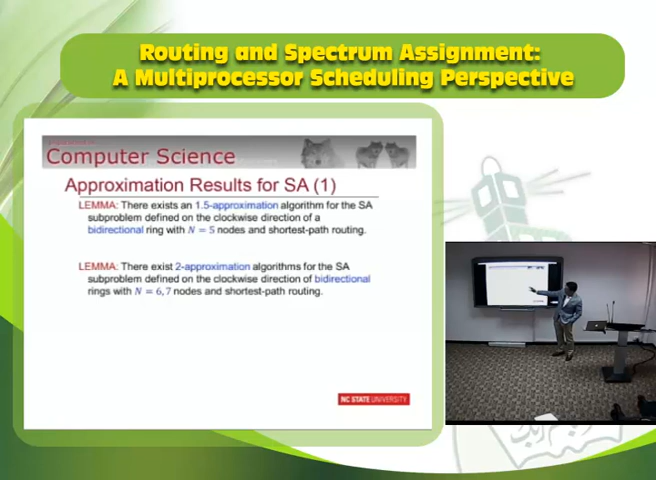 Routing and Spectrum Assignment:
A Multiprocessor Scheduling Perspective
Computer Science
Approximation Results for SA (1)
LEMMA: There exists an 1.5-approximation algorithm for the SA
subproblem defined on the clockwise direction of a
bidirectional ring with N = 5 nodes and shortest-path routing.
LEMMA: There exist 2-approximation algorithms for the SA
subproblem defined on the clockwise direction of bidirectional
rings with N = 6,7 nodes and shortest-path routing.
NC STATE UNIVERSITY